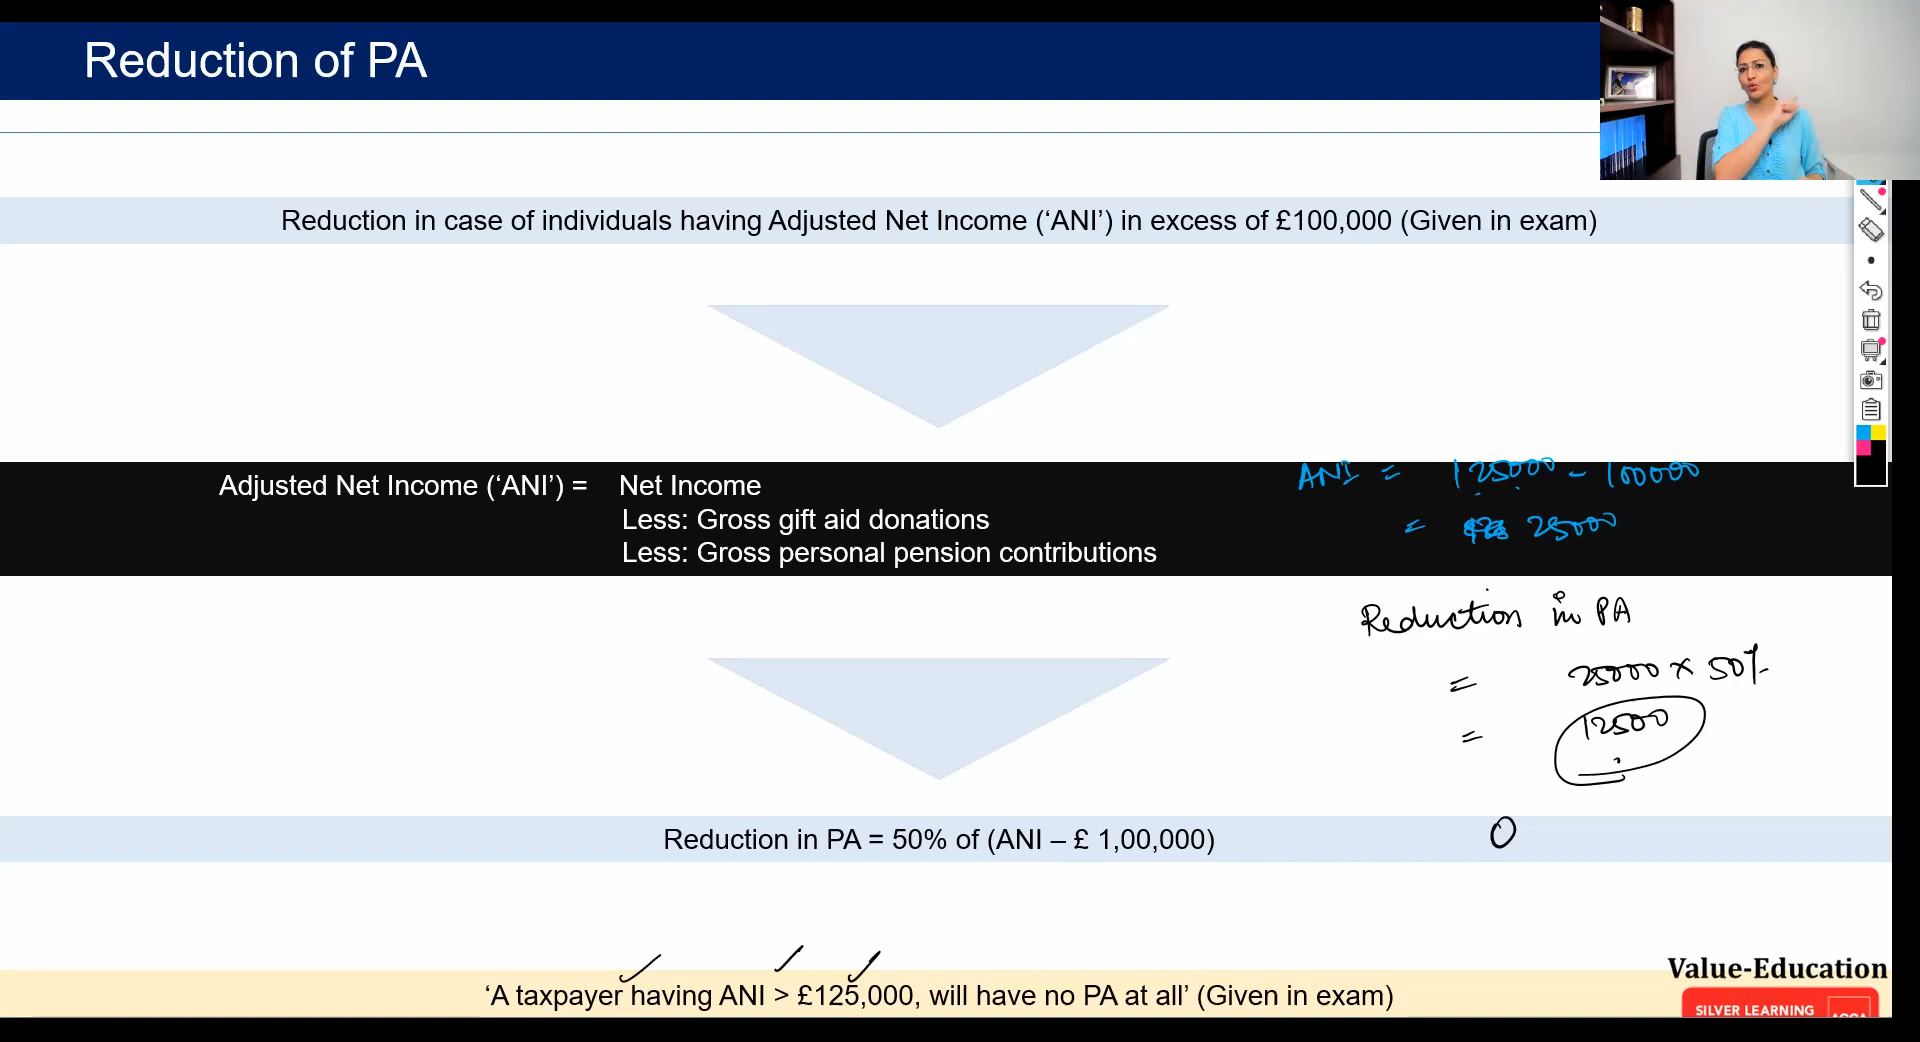 Reduction of PA
Reduction in case of individuals having Adjusted Net Income (‘ANI’) in excess of £100,000 (Given in exam)
Adjusted Net Income (‘ANI’) = Net Income
Less: Gross gift aid donations
Less: Gross personal pension contributions
ANI = 125000 - 100000
= 25000
Reduction in PA
= 25000 x 50%
= 12500
Reduction in PA = 50% of (ANI – £ 1,00,000)
0
‘A taxpayer having ANI > £125,000, will have no PA at all’ (Given in exam)
Value-Education
SILVER LEARNING
ACCA